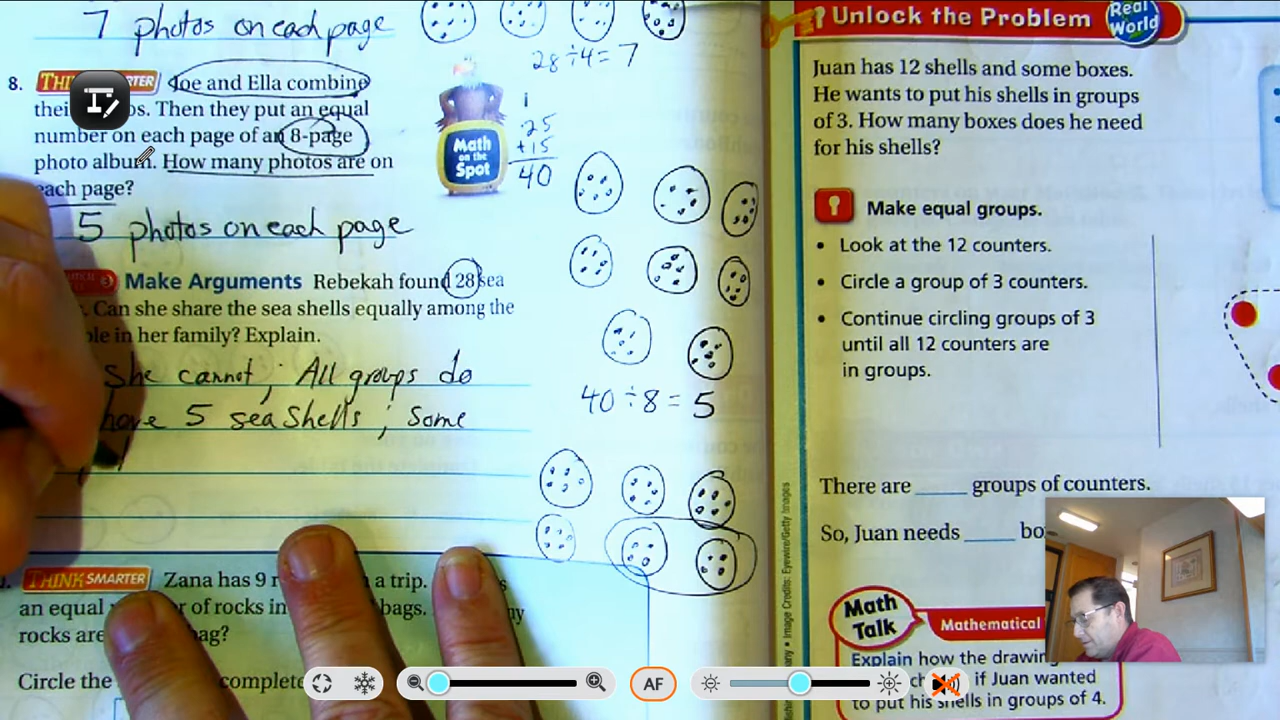 7 photos on each page
28÷4=7
8. Joe and Ella combine
Then they put an equal
number on each page of an 8-page
photo album. How many photos are on
each page?
Math
on the
Spot
1
25
+15
40
5 photos on each page
Make Arguments Rebekah found 28 sea
Can she share the sea shells equally among the
in her family? Explain.
She cannot; All groups do
have 5 sea shells; some
40÷8=5
THINK SMARTER Zana has 9 a trip.
an equal of rocks in bags.
rocks are bag?
Circle the
Unlock the Problem Real
World
Juan has 12 shells and some boxes.
He wants to put his shells in groups
of 3. How many boxes does he need
for his shells?
Make equal groups.
• Look at the 12 counters.
• Circle a group of 3 counters.
• Continue circling groups of 3
until all 12 counters are
in groups.
There are ____ groups of counters.
So, Juan needs ____
Image Credits: Eyewire/Getty Images
Math
Talk
Mathematical
Explain how the
if Juan wanted
to put his shells in groups of 4.
AF